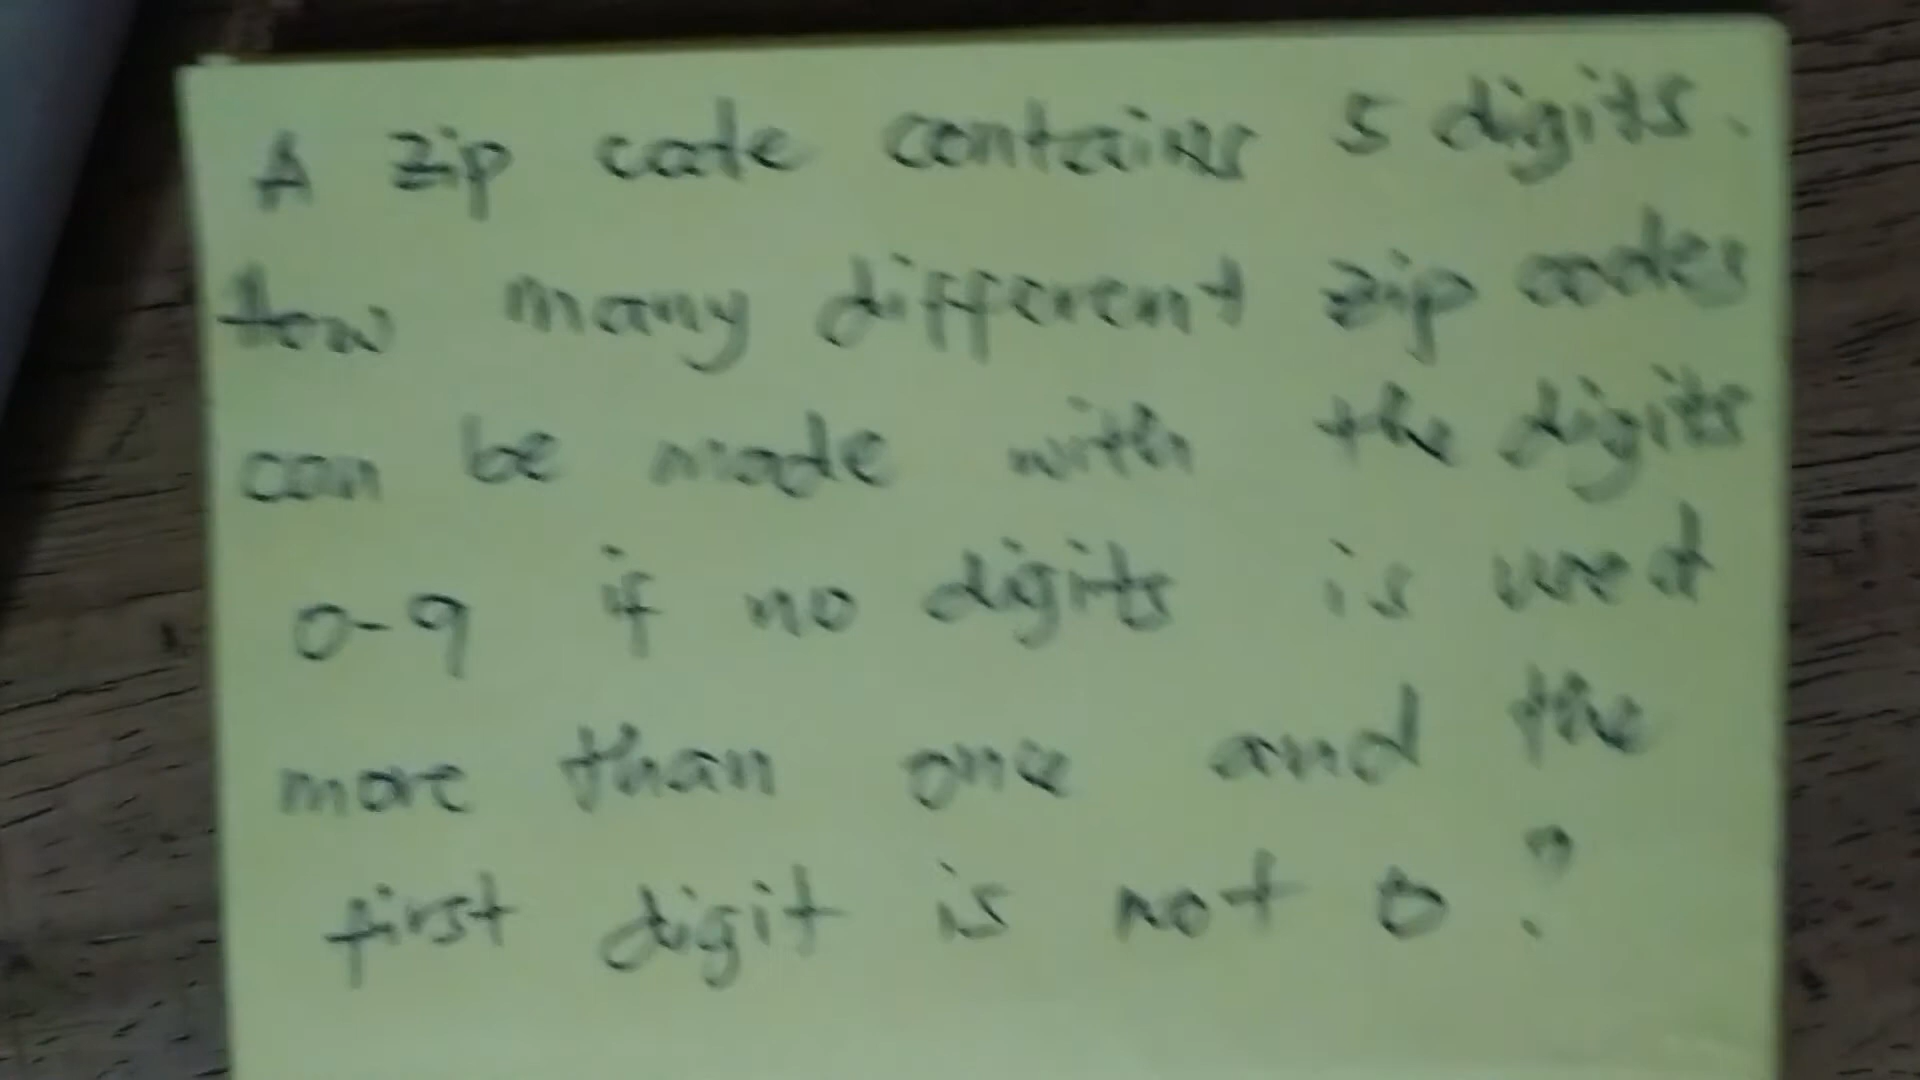 A zip code contains 5 digits.
How many different zip codes
can be made with the digits
0-9 if no digits is used
more than once and the
first digit is not 0?